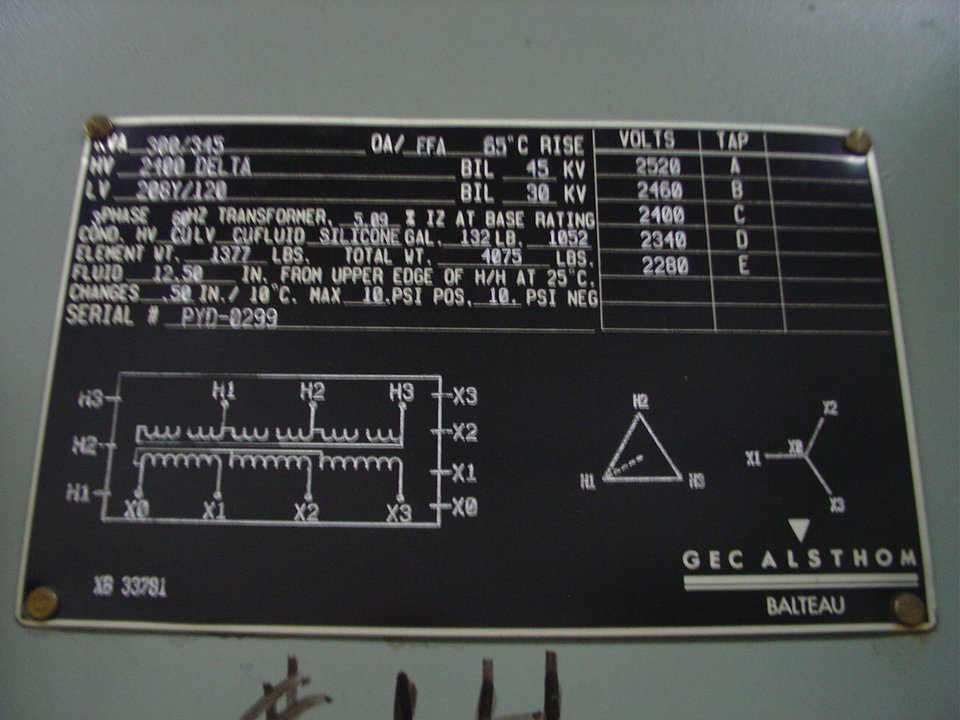 KVA 300/345 OA/ FFA 65°C RISE
HV 2400 DELTA BIL 45 KV
LV 208Y/120 BIL 30 KV
3PHASE 60HZ TRANSFORMER. 5.09 % IZ AT BASE RATING
COND. HV CU LV CU FLUID SILICONE GAL. 132 LB. 1052
ELEMENT WT. 1377 LBS. TOTAL WT. 4075 LBS.
FLUID 12.50 IN. FROM UPPER EDGE OF H/H AT 25°C.
CHANGES .50 IN./ 10°C. MAX 10. PSI POS, 10. PSI NEG
SERIAL # PYD-0299
VOLTS TAP
2520 A
2460 B
2400 C
2340 D
2280 E
H3 H1 H2 H3 X3
H2 X2
H1 X1
X0 X1 X2 X3 X0
H2
H1 H3
X2
X1 X0
X3
GEC ALSTHOM
BALTEAU